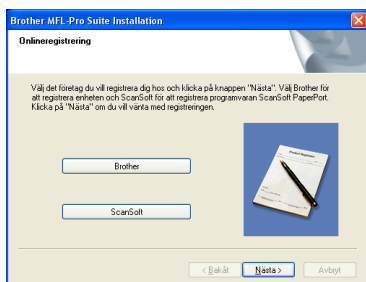 Brother MFL-Pro Suite Installation
Onlineregistrering
Välj det företag du vill registrera dig hos och klicka på knappen "Nästa". Välj Brother för
att registrera enheten och ScanSoft för att registrera programvaran ScanSoft PaperPort.
Klicka på "Nästa" om du vill vänta med registreringen.
Brother
Product Registration
ScanSoft
< Bakåt Nästa > Avbryt